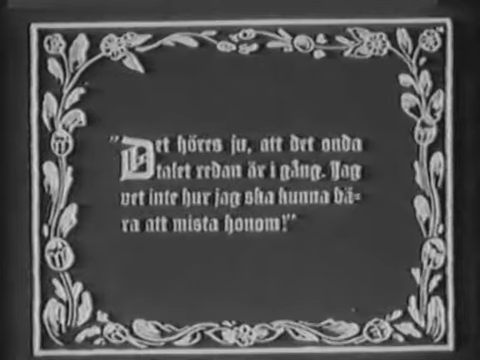 "Det höres ju, att det onda
talet redan är i gång. Jag
vet inte hur jag ska kunna bä=
ra att mista honom!"